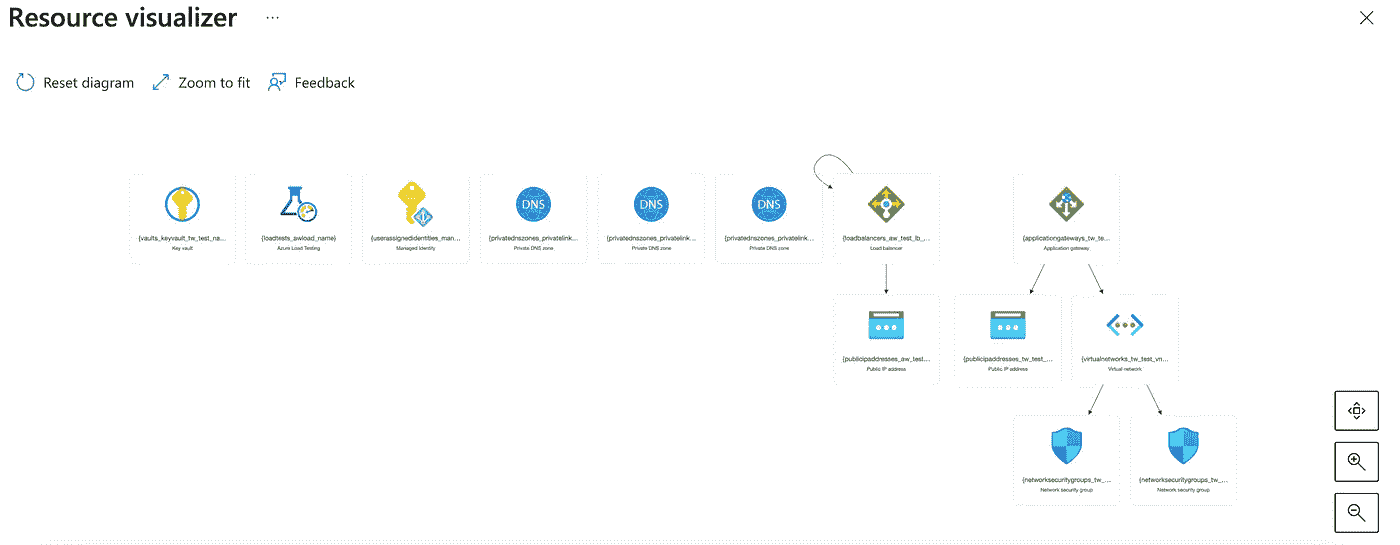 Resource visualizer ...
Reset diagram Zoom to fit Feedback
DNS DNS DNS
{vaults_keyvault_tw_test_na... {loadtests_awload_name} {userassignedidentities_man... {privatednszones_privatelink... {privatednszones_privatelink... {privatednszones_privatelink... {loadbalancers_aw_test_lb_... {applicationgateways_tw_te...
Key vault Azure Load Testing Managed Identity Private DNS zone Private DNS zone Private DNS zone Load balancer Application gateway
{publicipaddresses_aw_test... {publicipaddresses_tw_test_... {virtualnetworks_tw_test_vn...
Public IP address Public IP address Virtual network
{networksecuritygroups_tw_... {networksecuritygroups_tw_...
Network security group Network security group